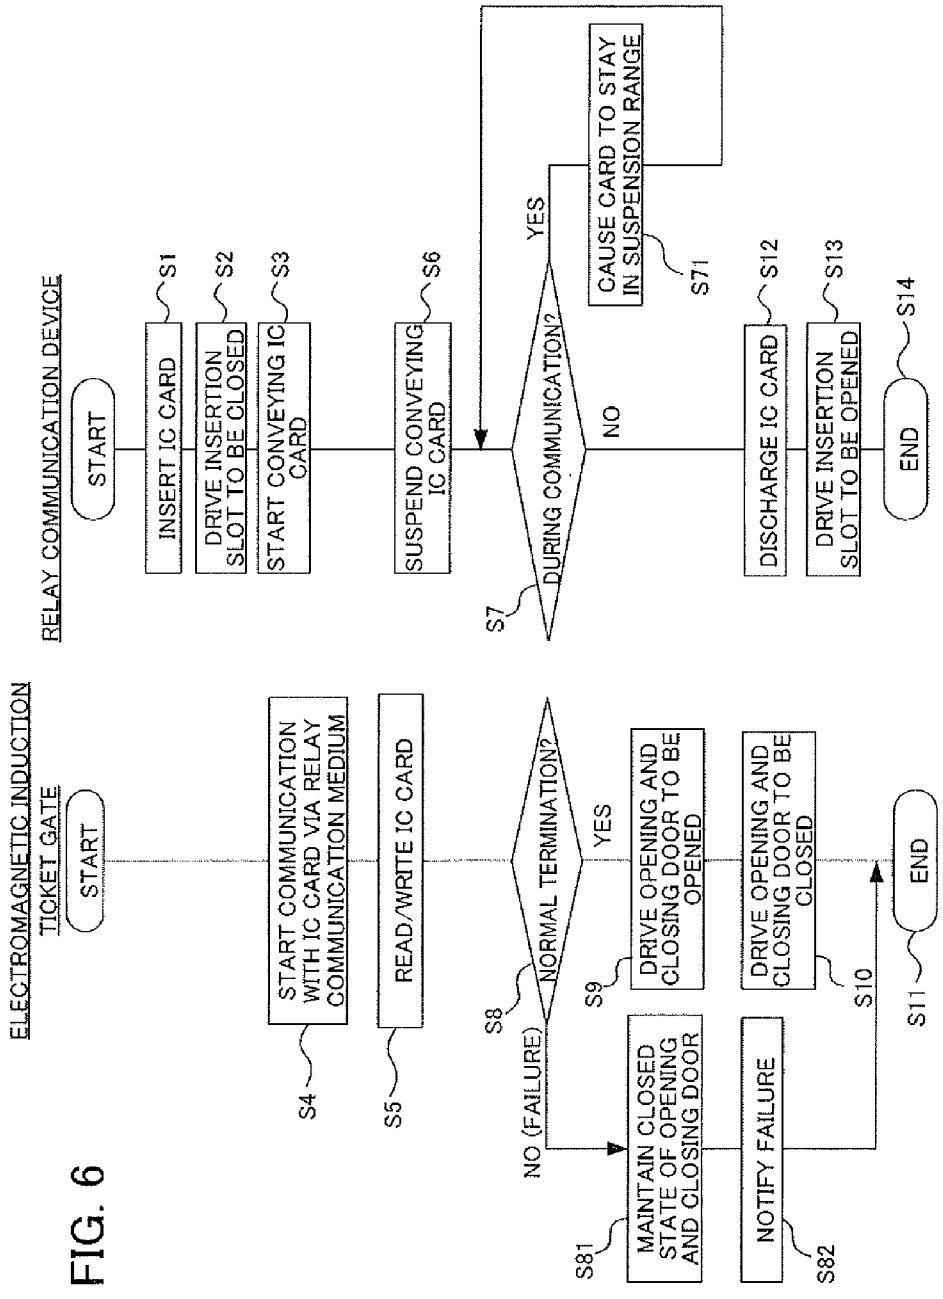 FIG. 6
ELECTROMAGNETIC INDUCTION
TICKET GATE
START
START COMMUNICATION
WITH IC CARD VIA RELAY
COMMUNICATION MEDIUM
S4
READ/WRITE IC CARD
S5
NORMAL TERMINATION?
S8
NO (FAILURE)
YES
MAINTAIN CLOSED
STATE OF OPENING
AND CLOSING DOOR
S81
NOTIFY FAILURE
S82
DRIVE OPENING AND
CLOSING DOOR TO BE
OPENED
S9
DRIVE OPENING AND
CLOSING DOOR TO BE
CLOSED
S10
END
S11
RELAY COMMUNICATION DEVICE
START
INSERT IC CARD
S1
DRIVE INSERTION
SLOT TO BE CLOSED
S2
START CONVEYING IC
CARD
S3
SUSPEND CONVEYING
IC CARD
S6
DURING COMMUNICATION?
S7
YES
CAUSE CARD TO STAY
IN SUSPENSION RANGE
S71
NO
DISCHARGE IC CARD
S12
DRIVE INSERTION
SLOT TO BE OPENED
S13
END
S14